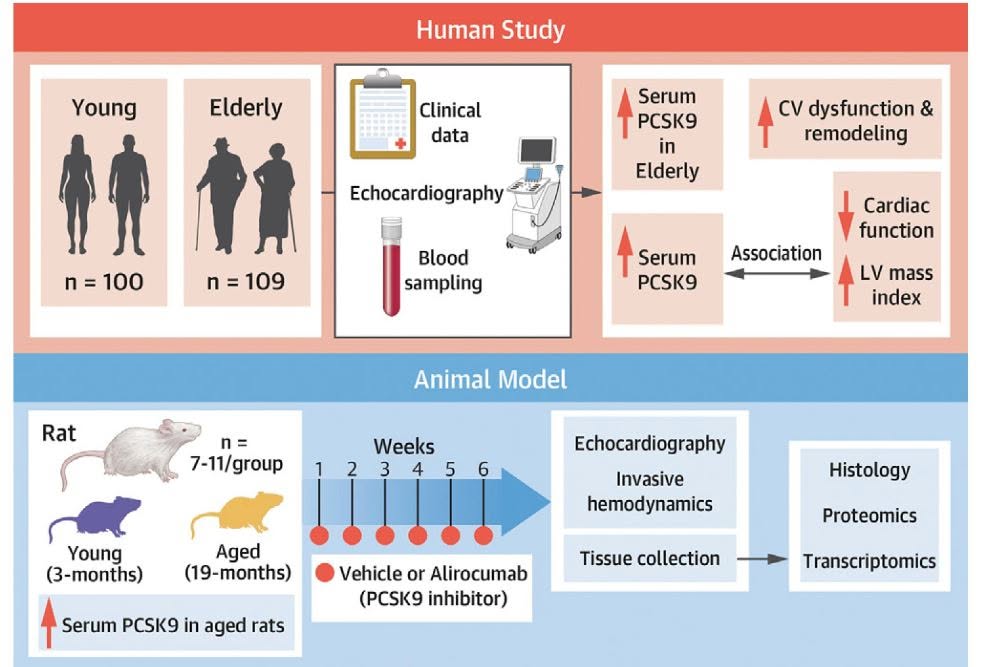 Human Study
Young
n = 100
Elderly
n = 109
Clinical
data
Echocardiography
Blood
sampling
Serum
PCSK9
in
Elderly
CV dysfunction &
remodeling
Serum
PCSK9
Association
Cardiac
function
LV mass
index
Animal Model
Rat
n =
7-11/group
Young
(3-months)
Aged
(19-months)
Serum PCSK9 in aged rats
Weeks
1 2 3 4 5 6
Vehicle or Alirocumab
(PCSK9 inhibitor)
Echocardiography
Invasive
hemodynamics
Tissue collection
Histology
Proteomics
Transcriptomics